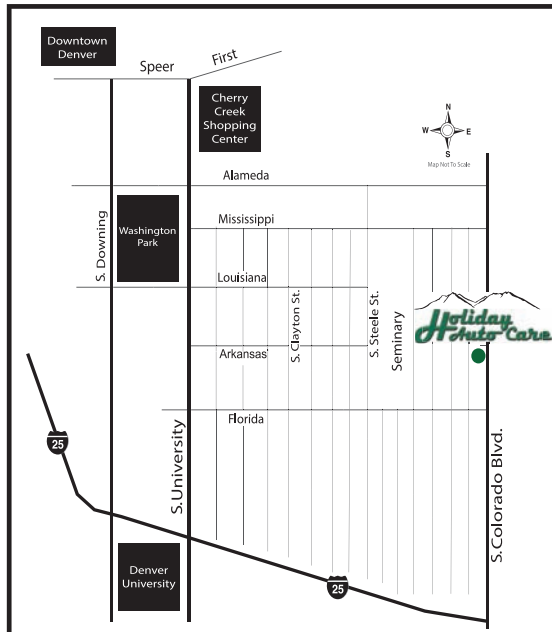 Downtown
Denver
Speer
First
Cherry
Creek
Shopping
Center
N
W
E
S
Map Not To Scale
Alameda
S. Downing
Washington
Park
Mississippi
Louisiana
S. Clayton St.
S. Steele St.
Seminary
Holiday
Auto Care
Arkansas
Florida
25
S. University
S. Colorado Blvd.
Denver
University
25